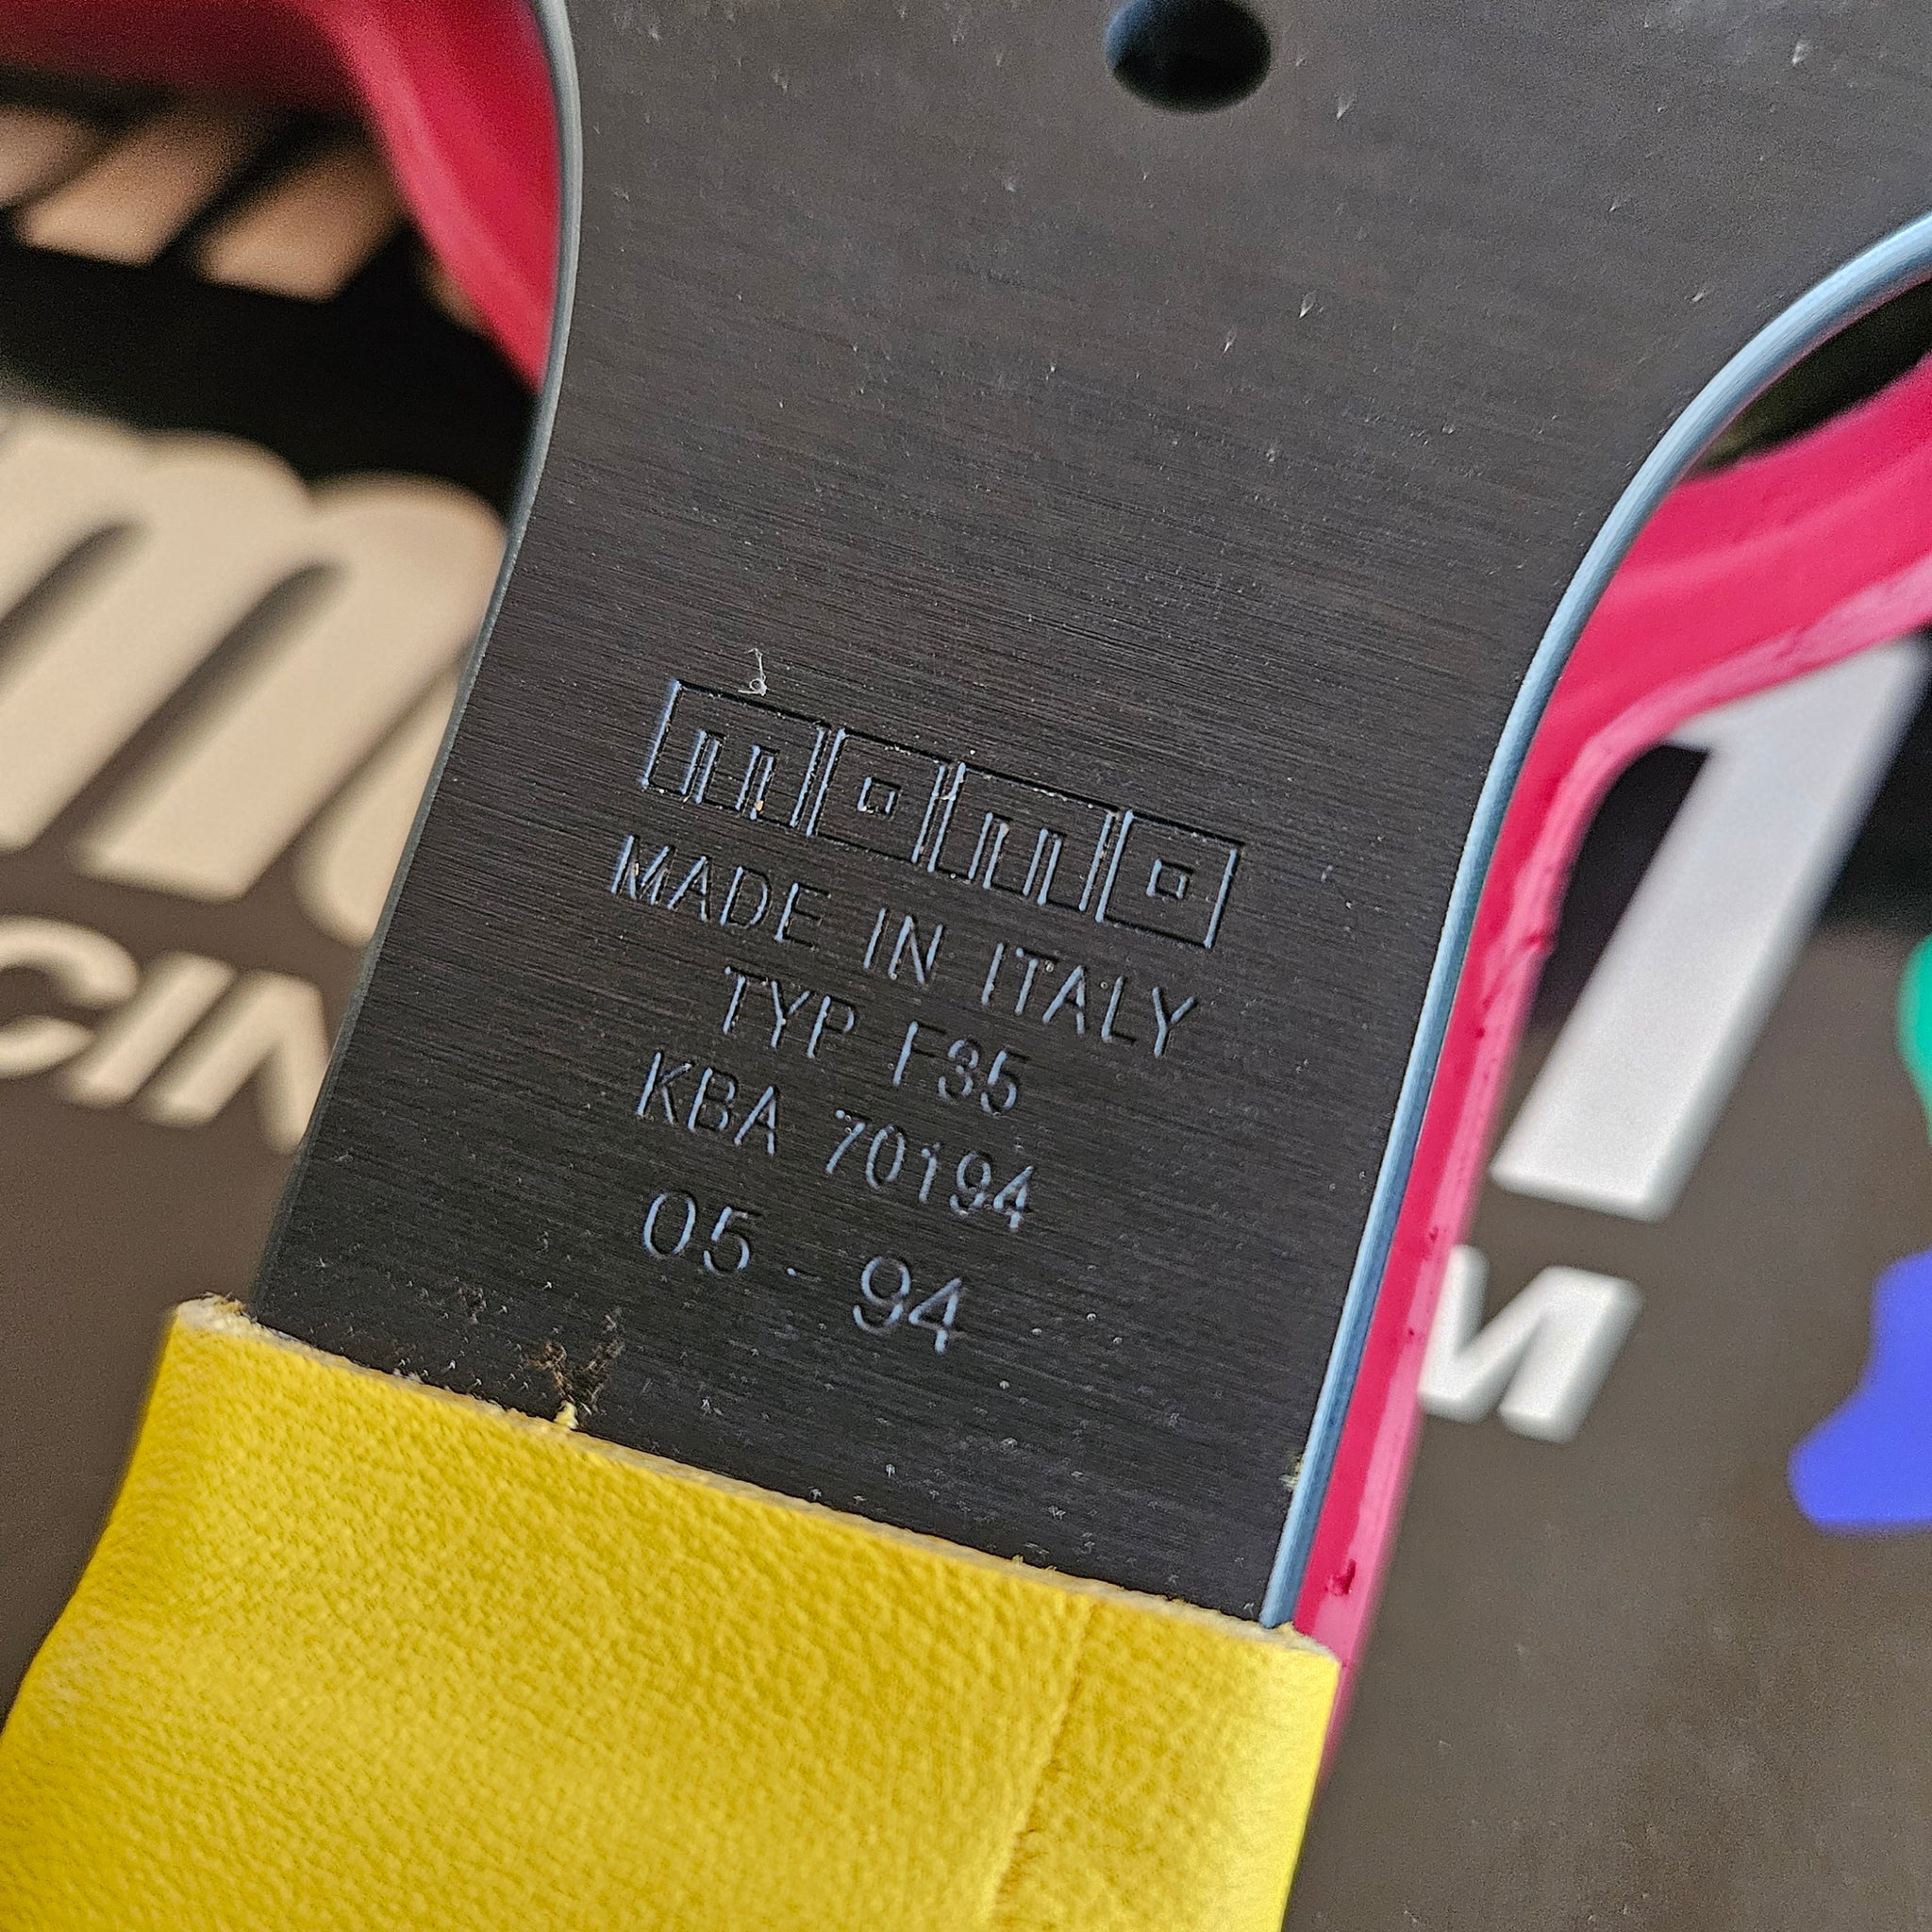 momo
MADE IN ITALY
TYP F35
KBA 70194
05 - 94